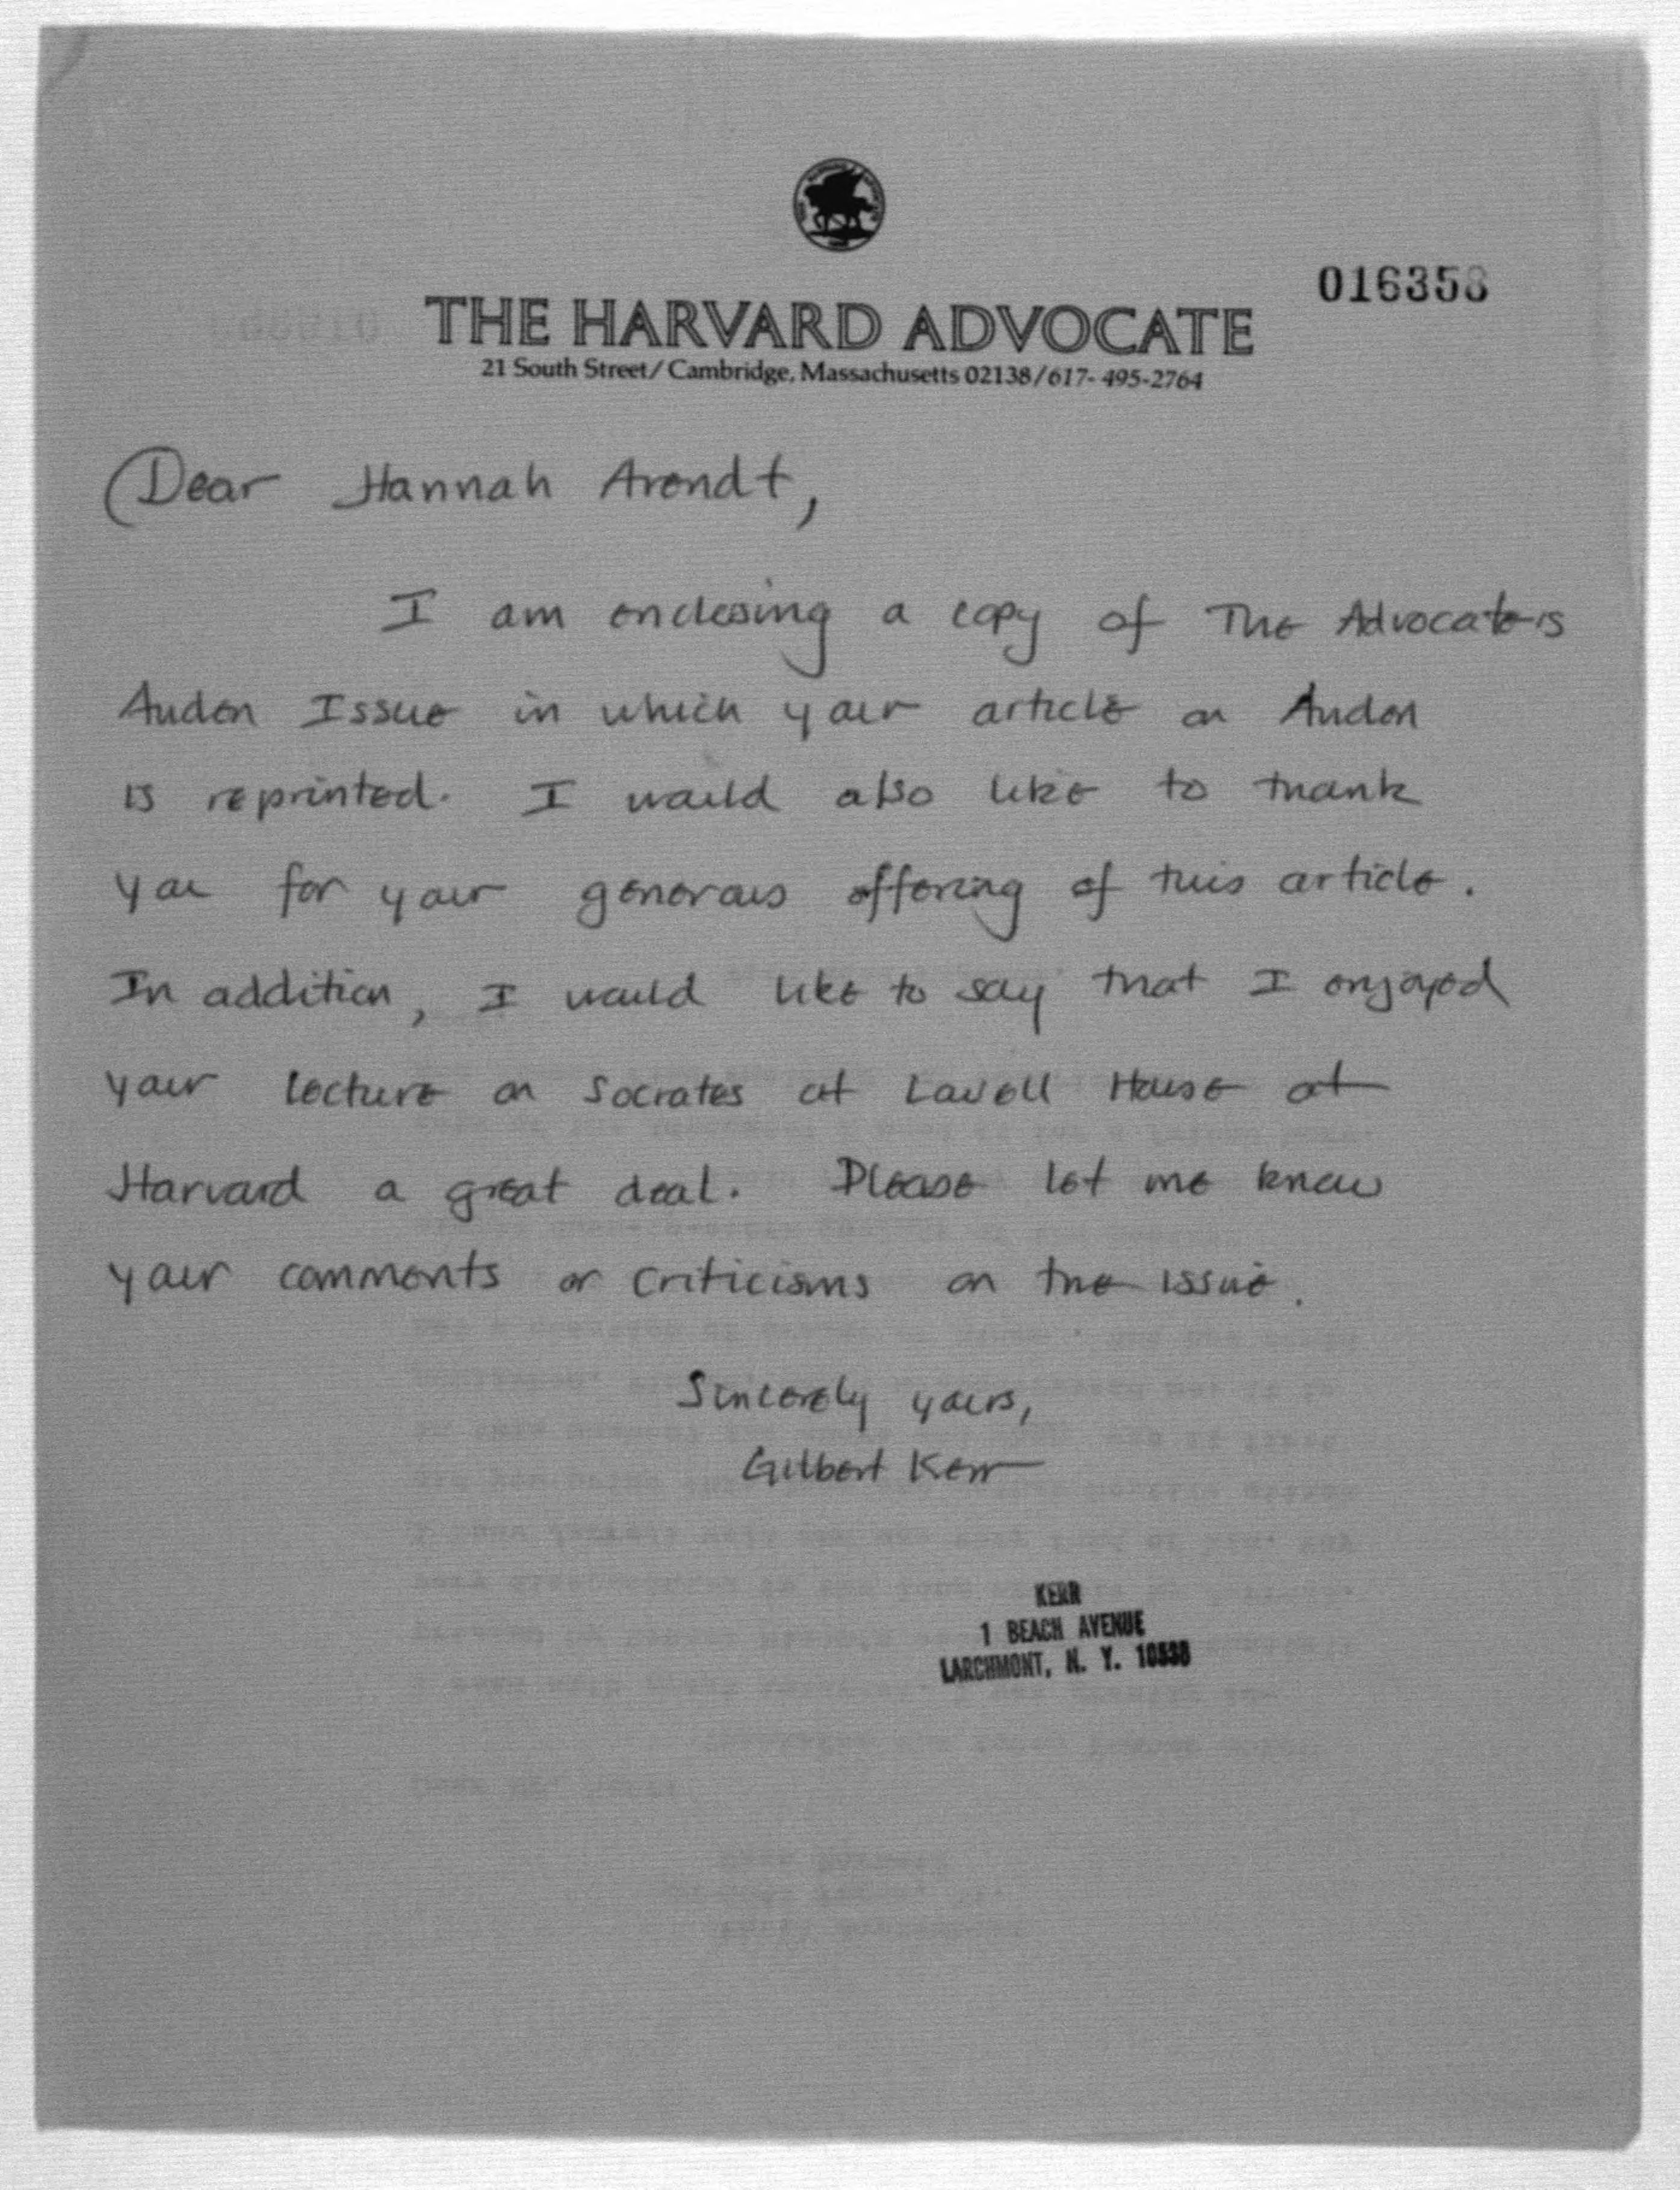 016358
THE HARVARD ADVOCATE
21 South Street/Cambridge, Massachusetts 02138/617-495-2764
Dear Hannah Arendt,
I am enclosing a copy of The Advocate's
Auden Issue in which your article on Auden
is reprinted. I would also like to thank
you for your generous offering of this article.
In addition, I would like to say that I enjoyed
your lecture on Socrates at Lowell House at
Harvard a great deal. Please let me know
your comments or criticisms on the issue.
Sincerely yours,
Gilbert Kerr
KERR
1 BEACH AVENUE
LARCHMONT, N. Y. 10538